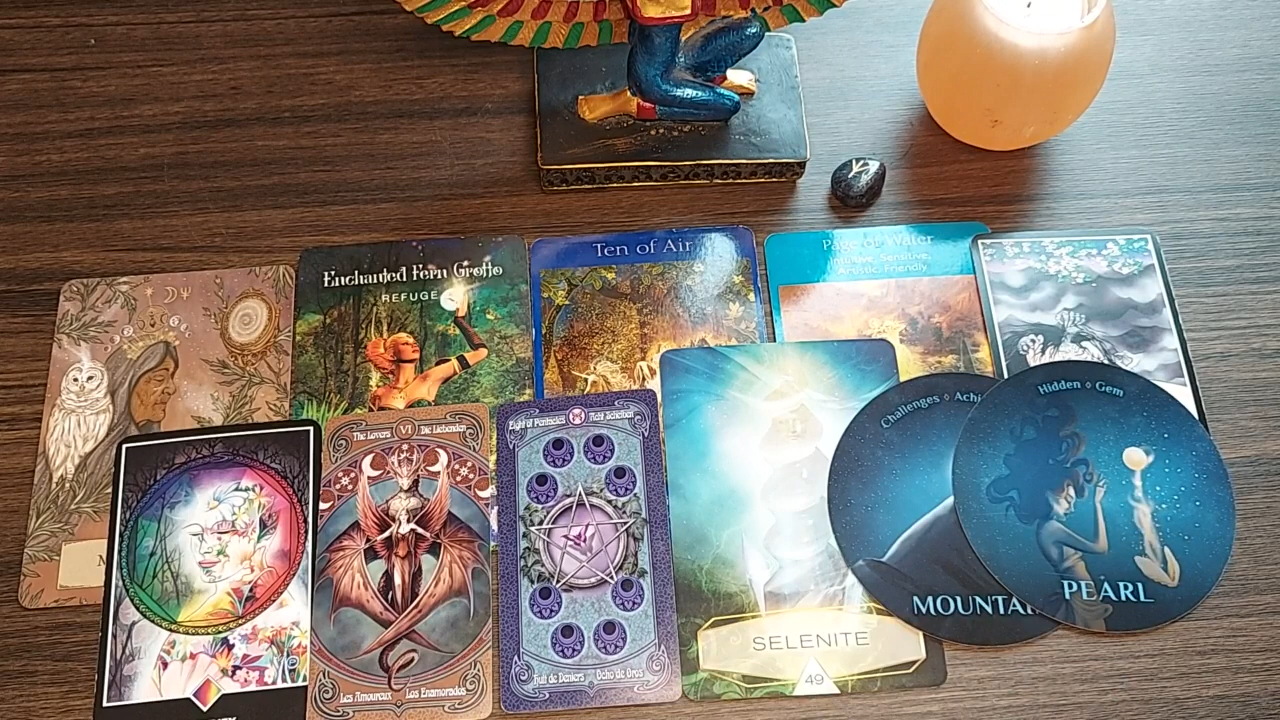 Enchanted Fern Grotto
REFUGE
Ten of Air
Page of Water
Intuitive, Sensitive,
Artistic, Friendly
The Lovers VI Die Liebenden
Les Amoureux Los Enamorados
Eight of Pentacles Acht Scheiben
Huit de Deniers Ocho de Oros
SELENITE
49
Challenges ⬦
MOUNTAI
Hidden ⬦ Gem
PEARL